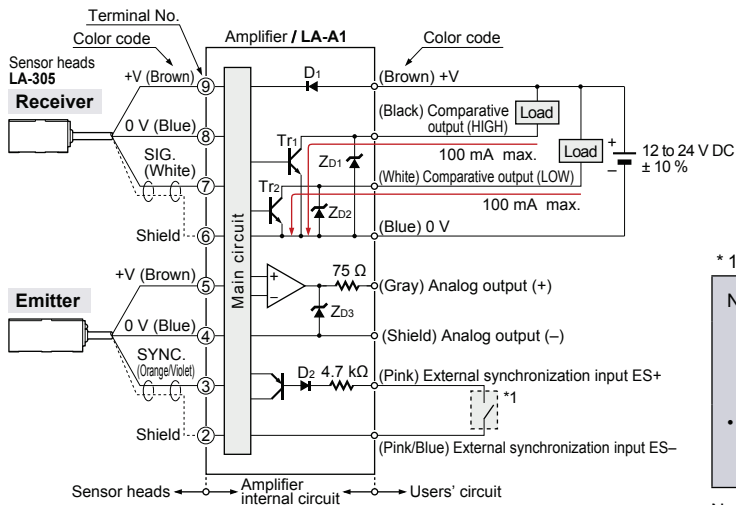 Terminal No.
Color code
Amplifier / LA-A1
Color code
Sensor heads
LA-305
Receiver
+V (Brown)
9
D1
(Brown) +V
0 V (Blue)
8
Tr1
ZD1
(Black) Comparative
output (HIGH)
Load
100 mA max.
Load
+
−
12 to 24 V DC
± 10 %
SIG.
(White)
7
Tr2
ZD2
(White) Comparative output (LOW)
100 mA max.
Shield
6
(Blue) 0 V
Main circuit
+V (Brown)
5
+
−
75 Ω
(Gray) Analog output (+)
Emitter
ZD3
0 V (Blue)
4
(Shield) Analog output (–)
SYNC.
(Orange/Violet)
3
D2
4.7 kΩ
(Pink) External synchronization input ES+
*1
Shield
2
(Pink/Blue) External synchronization input ES–
Sensor heads
Amplifier
internal circuit
Users' circuit
* 1
N
•